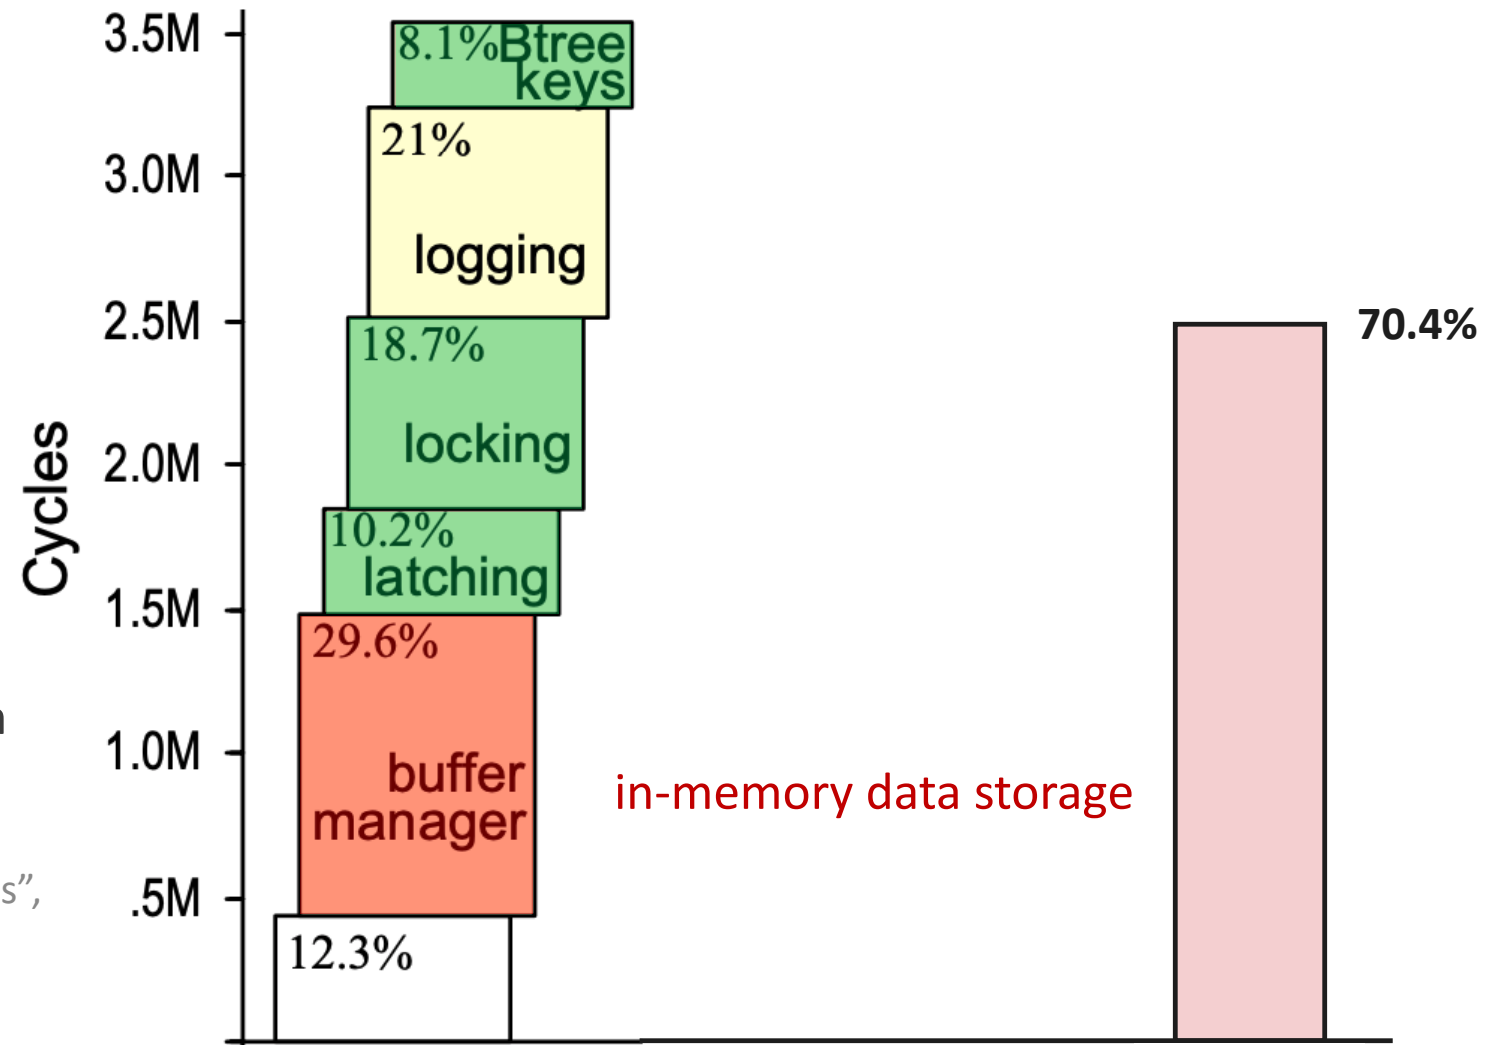 3.5M
3.0M
2.5M
2.0M
1.5M
1.0M
.5M
Cycles
8.1% Btree
keys
21%
logging
18.7%
locking
10.2%
latching
29.6%
buffer
manager
12.3%
in-memory data storage
70.4%
s”,